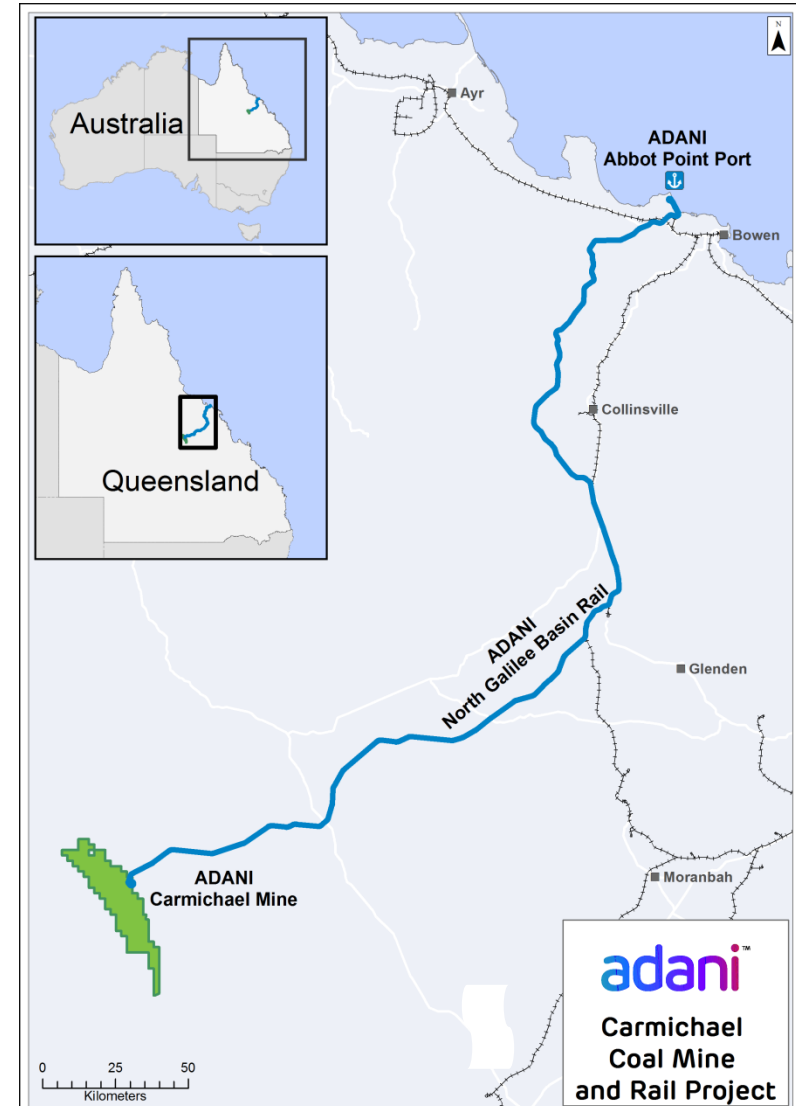 Australia
Queensland
N
Ayr
ADANI
Abbot Point Port
Bowen
Collinsville
ADANI
North Galilee Basin Rail
Glenden
ADANI
Carmichael Mine
Moranbah
0 25 50
Kilometers
adani™
Carmichael
Coal Mine
and Rail Project